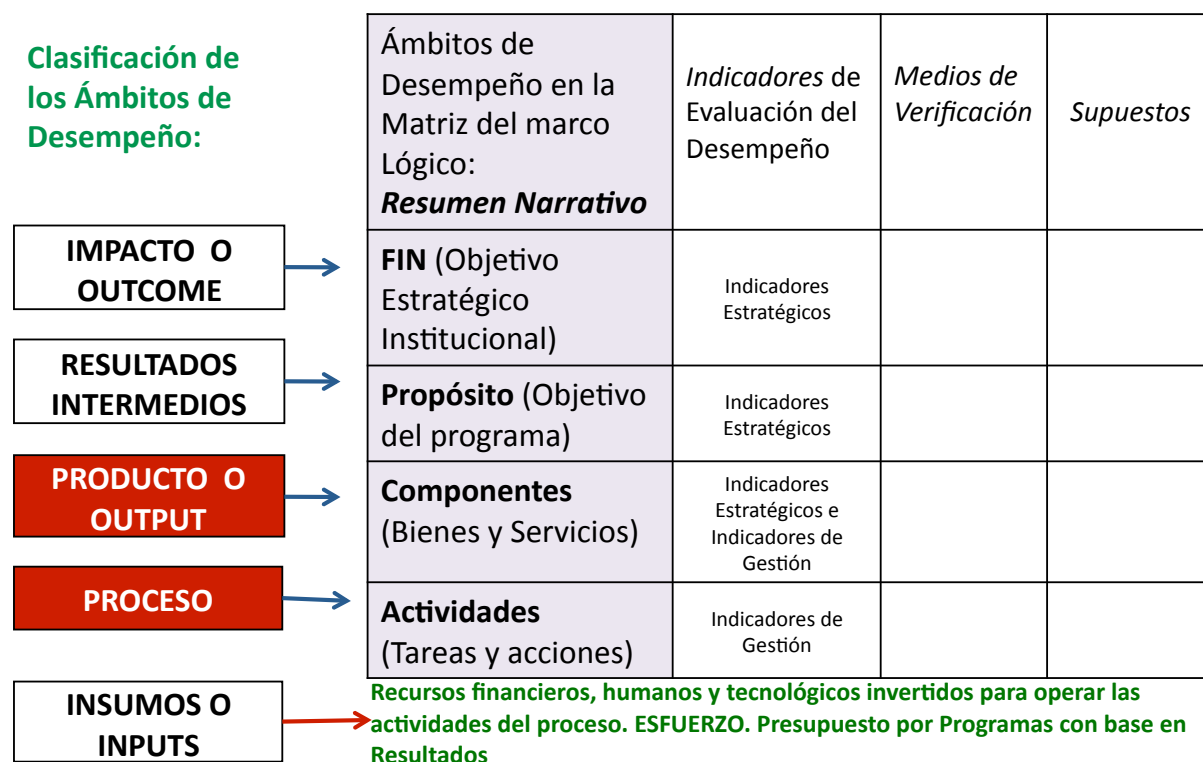 Clasificación de
los Ámbitos de
Desempeño:
Ámbitos de
Desempeño en la
Matriz del marco
Lógico:
Resumen Narrativo
Indicadores de
Evaluación del
Desempeño
Medios de
Verificación
Supuestos
IMPACTO O
OUTCOME
FIN (Objetivo
Estratégico
Institucional)
Indicadores
Estratégicos
RESULTADOS
INTERMEDIOS
Propósito (Objetivo
del programa)
Indicadores
Estratégicos
PRODUCTO O
OUTPUT
Componentes
(Bienes y Servicios)
Indicadores
Estratégicos e
Indicadores de
Gestión
PROCESO
Actividades
(Tareas y acciones)
Indicadores de
Gestión
INSUMOS O
INPUTS
Recursos financieros, humanos y tecnológicos invertidos para operar las
actividades del proceso. ESFUERZO. Presupuesto por Programas con base en
Resultados